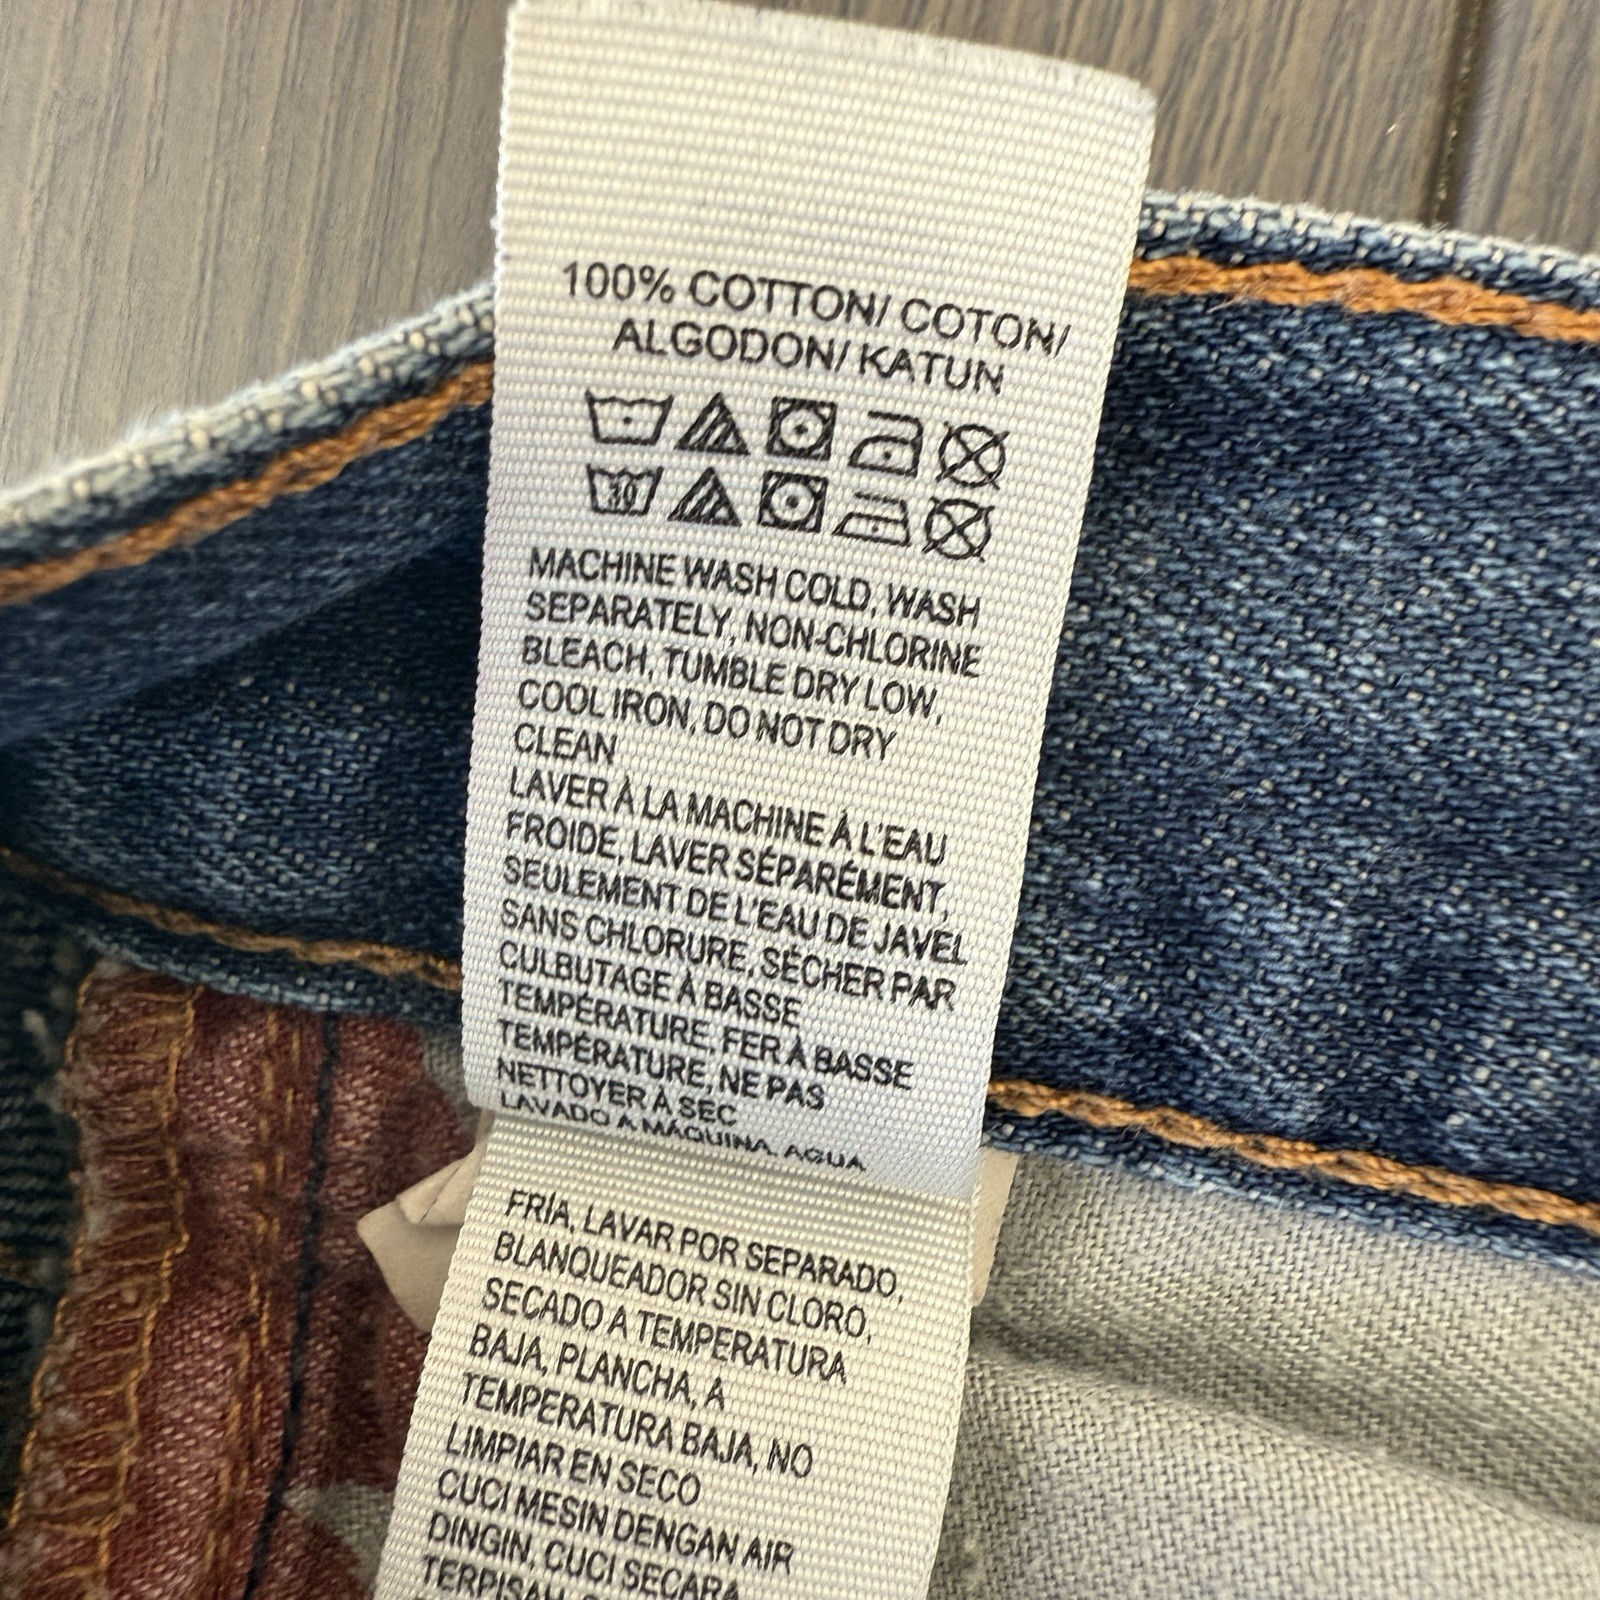 100% COTTON/ COTON/
ALGODON/ KATUN
30
MACHINE WASH COLD, WASH
SEPARATELY, NON-CHLORINE
BLEACH, TUMBLE DRY LOW,
COOL IRON, DO NOT DRY
CLEAN
LAVER À LA MACHINE À L'EAU
FROIDE, LAVER SÉPARÉMENT,
SEULEMENT DE L'EAU DE JAVEL
SANS CHLORURE, SÉCHER PAR
CULBUTAGE À BASSE
TEMPÉRATURE, FER À BASSE
TEMPÉRATURE, NE PAS
NETTOYER À SEC
LAVADO A MÁQUINA, AGUA
FRÍA, LAVAR POR SEPARADO,
BLANQUEADOR SIN CLORO,
SECADO A TEMPERATURA
BAJA, PLANCHA, A
TEMPERATURA BAJA, NO
LIMPIAR EN SECO
CUCI MESIN DENGAN AIR
DINGIN, CUCI SECARA
TERPISAH,